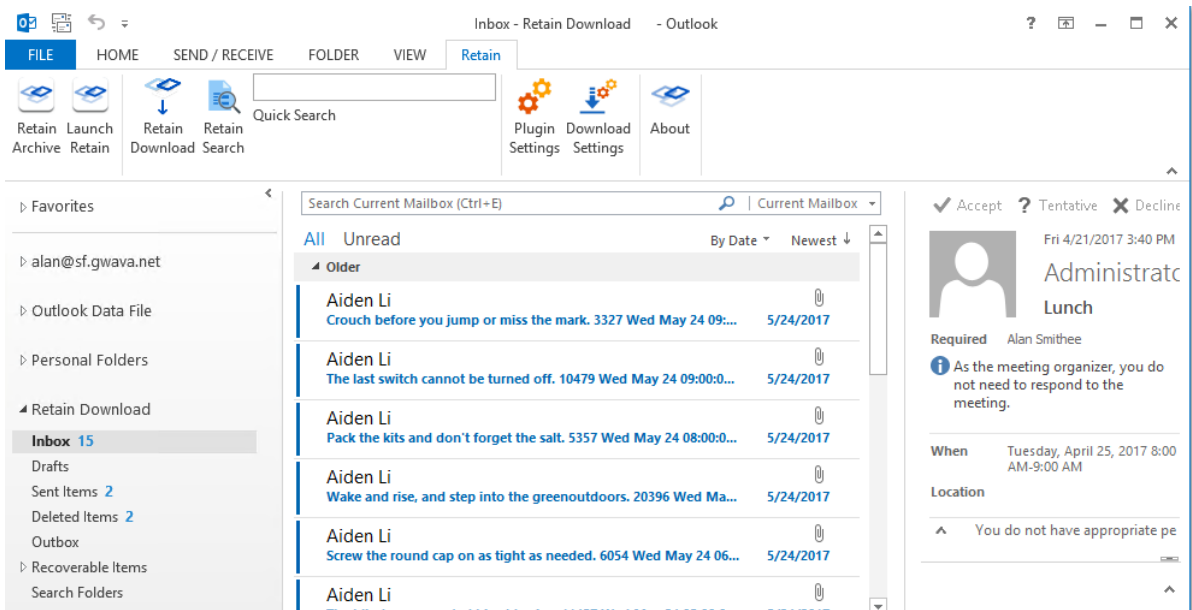 Inbox - Retain Download - Outlook
?
FILE HOME SEND / RECEIVE FOLDER VIEW Retain
Retain Archive
Launch Retain
Retain Download
Retain Search
Quick Search
Plugin Settings
Download Settings
About
Favorites
alan@sf.gwava.net
Outlook Data File
Personal Folders
Retain Download
Inbox 15
Drafts
Sent Items 2
Deleted Items 2
Outbox
Recoverable Items
Search Folders
Search Current Mailbox (Ctrl+E) Current Mailbox
All Unread By Date Newest
Older
Aiden Li
Crouch before you jump or miss the mark. 3327 Wed May 24 09:... 5/24/2017
Aiden Li
The last switch cannot be turned off. 10479 Wed May 24 09:00:0... 5/24/2017
Aiden Li
Pack the kits and don't forget the salt. 5357 Wed May 24 08:00:0... 5/24/2017
Aiden Li
Wake and rise, and step into the greenoutdoors. 20396 Wed Ma... 5/24/2017
Aiden Li
Screw the round cap on as tight as needed. 6054 Wed May 24 06... 5/24/2017
Aiden Li
Accept ? Tentative Decline
Fri 4/21/2017 3:40 PM
Administratc
Lunch
Required Alan Smithee
As the meeting organizer, you do
not need to respond to the
meeting.
When Tuesday, April 25, 2017 8:00
AM-9:00 AM
Location
You do not have appropriate pe